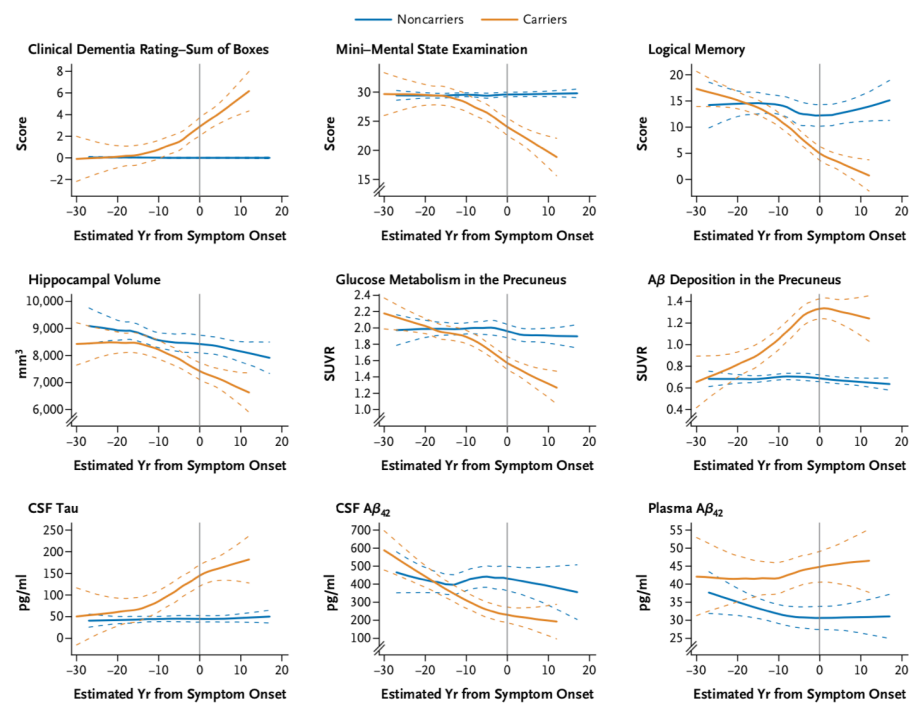 Noncarriers Carriers
Clinical Dementia Rating–Sum of Boxes
8
6
4
2
0
−2
Score
−30 −20 −10 0 10 20
Estimated Yr from Symptom Onset
Mini–Mental State Examination
30
25
20
15
Score
−30 −20 −10 0 10 20
Estimated Yr from Symptom Onset
Logical Memory
20
15
10
5
0
Score
−30 −20 −10 0 10 20
Estimated Yr from Symptom Onset
Hippocampal Volume
10,000
9,000
8,000
7,000
6,000
mm³
−30 −20 −10 0 10 20
Estimated Yr from Symptom Onset
Glucose Metabolism in the Precuneus
2.4
2.2
2.0
1.8
1.6
1.4
1.2
1.0
SUVR
−30 −20 −10 0 10 20
Estimated Yr from Symptom Onset
Aβ Deposition in the Precuneus
1.4
1.2
1.0
0.8
0.6
0.4
SUVR
−30 −20 −10 0 10 20
Estimated Yr from Symptom Onset
CSF Tau
250
200
150
100
50
0
pg/ml
−30 −20 −10 0 10 20
Estimated Yr from Symptom Onset
CSF Aβ₄₂
700
600
500
400
300
200
100
pg/ml
−30 −20 −10 0 10 20
Estimated Yr from Symptom Onset
Plasma Aβ₄₂
55
50
45
40
35
30
25
pg/ml
−30 −20 −10 0 10 20
Estimated Yr from Symptom Onset